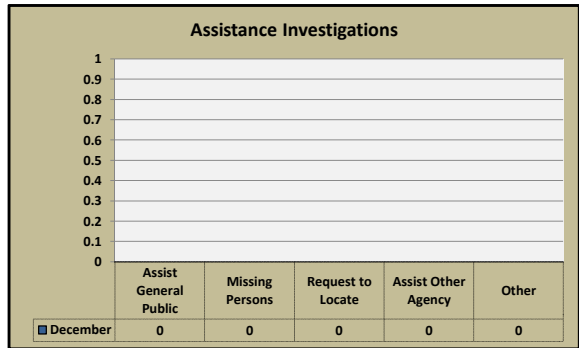 Assistance Investigations
1
0.9
0.8
0.7
0.6
0.5
0.4
0.3
0.2
0.1
0
Assist General Public
Missing Persons
Request to Locate
Assist Other Agency
Other
December 0 0 0 0 0